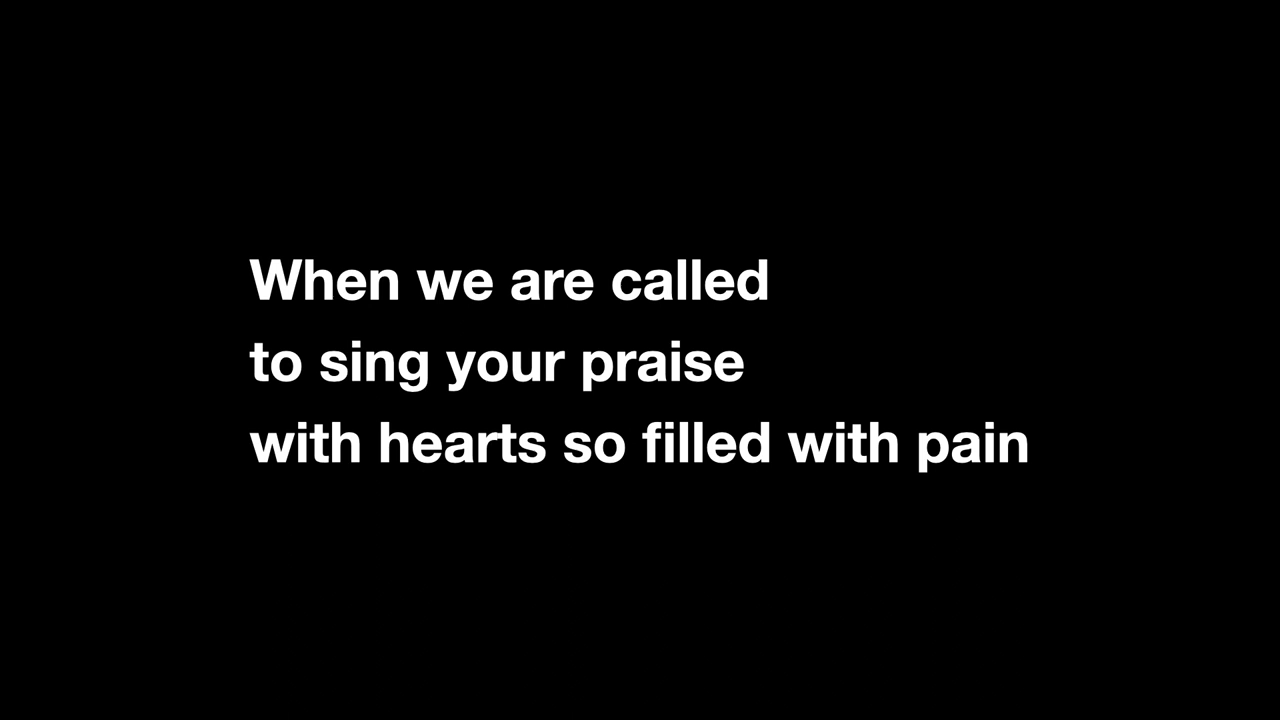 When we are called
to sing your praise
with hearts so filled with pain